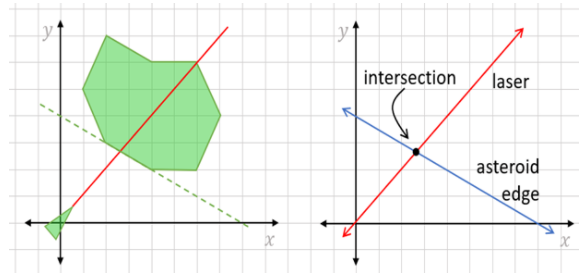 y
x
y
intersection
laser
asteroid
edge
x